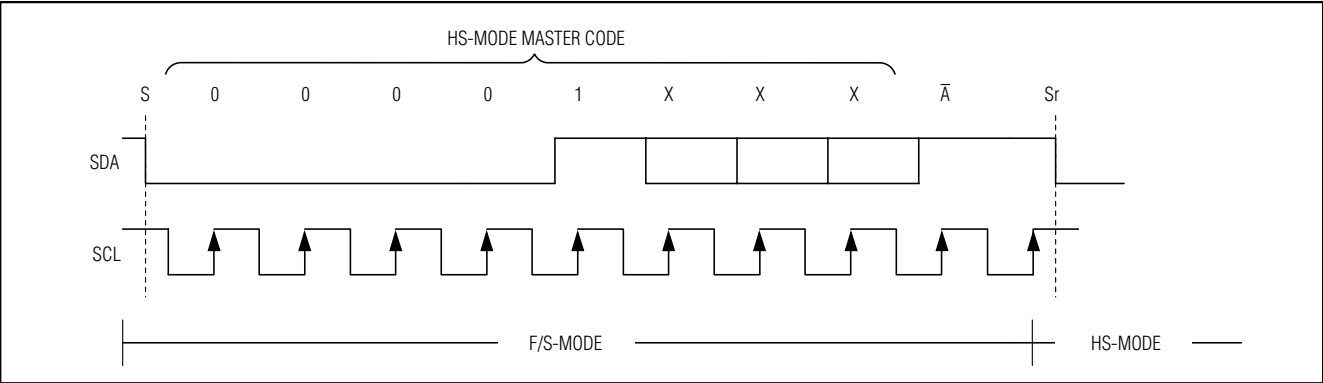 HS-MODE MASTER CODE
S 0 0 0 0 1 X X X A̅ Sr
SDA
SCL
F/S-MODE HS-MODE